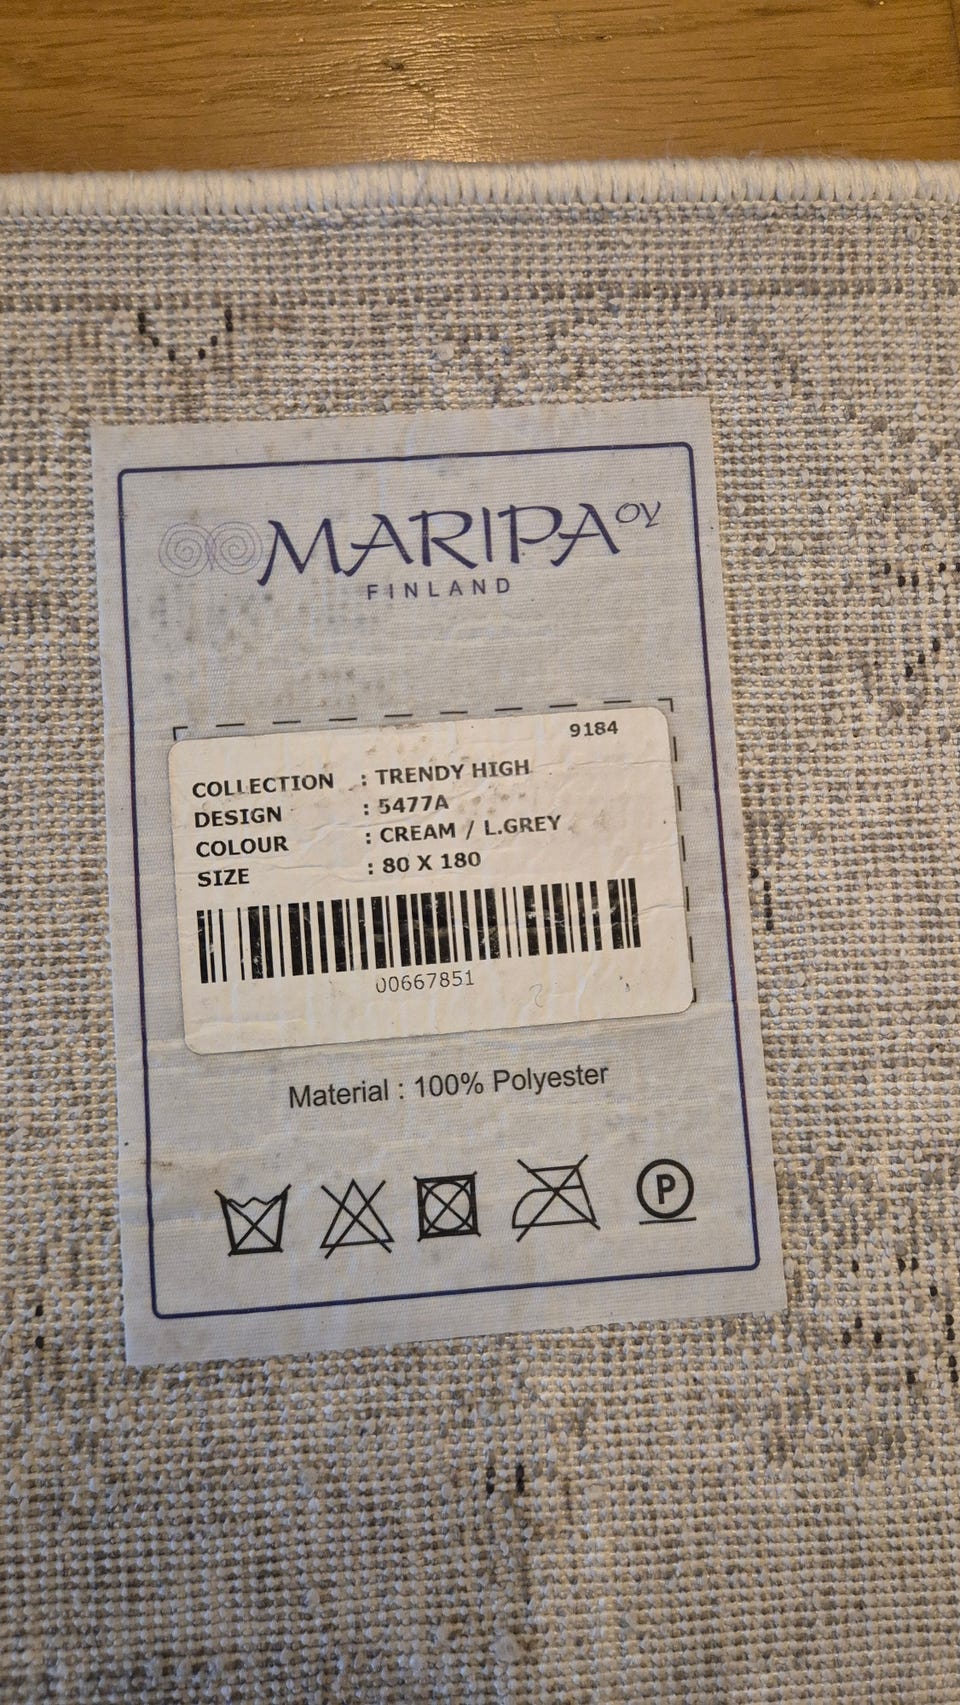 MARIPA OY
FINLAND
9184
COLLECTION : TRENDY HIGH
DESIGN : 5477A
COLOUR : CREAM / L.GREY
SIZE : 80 X 180
00667851
Material : 100% Polyester
P